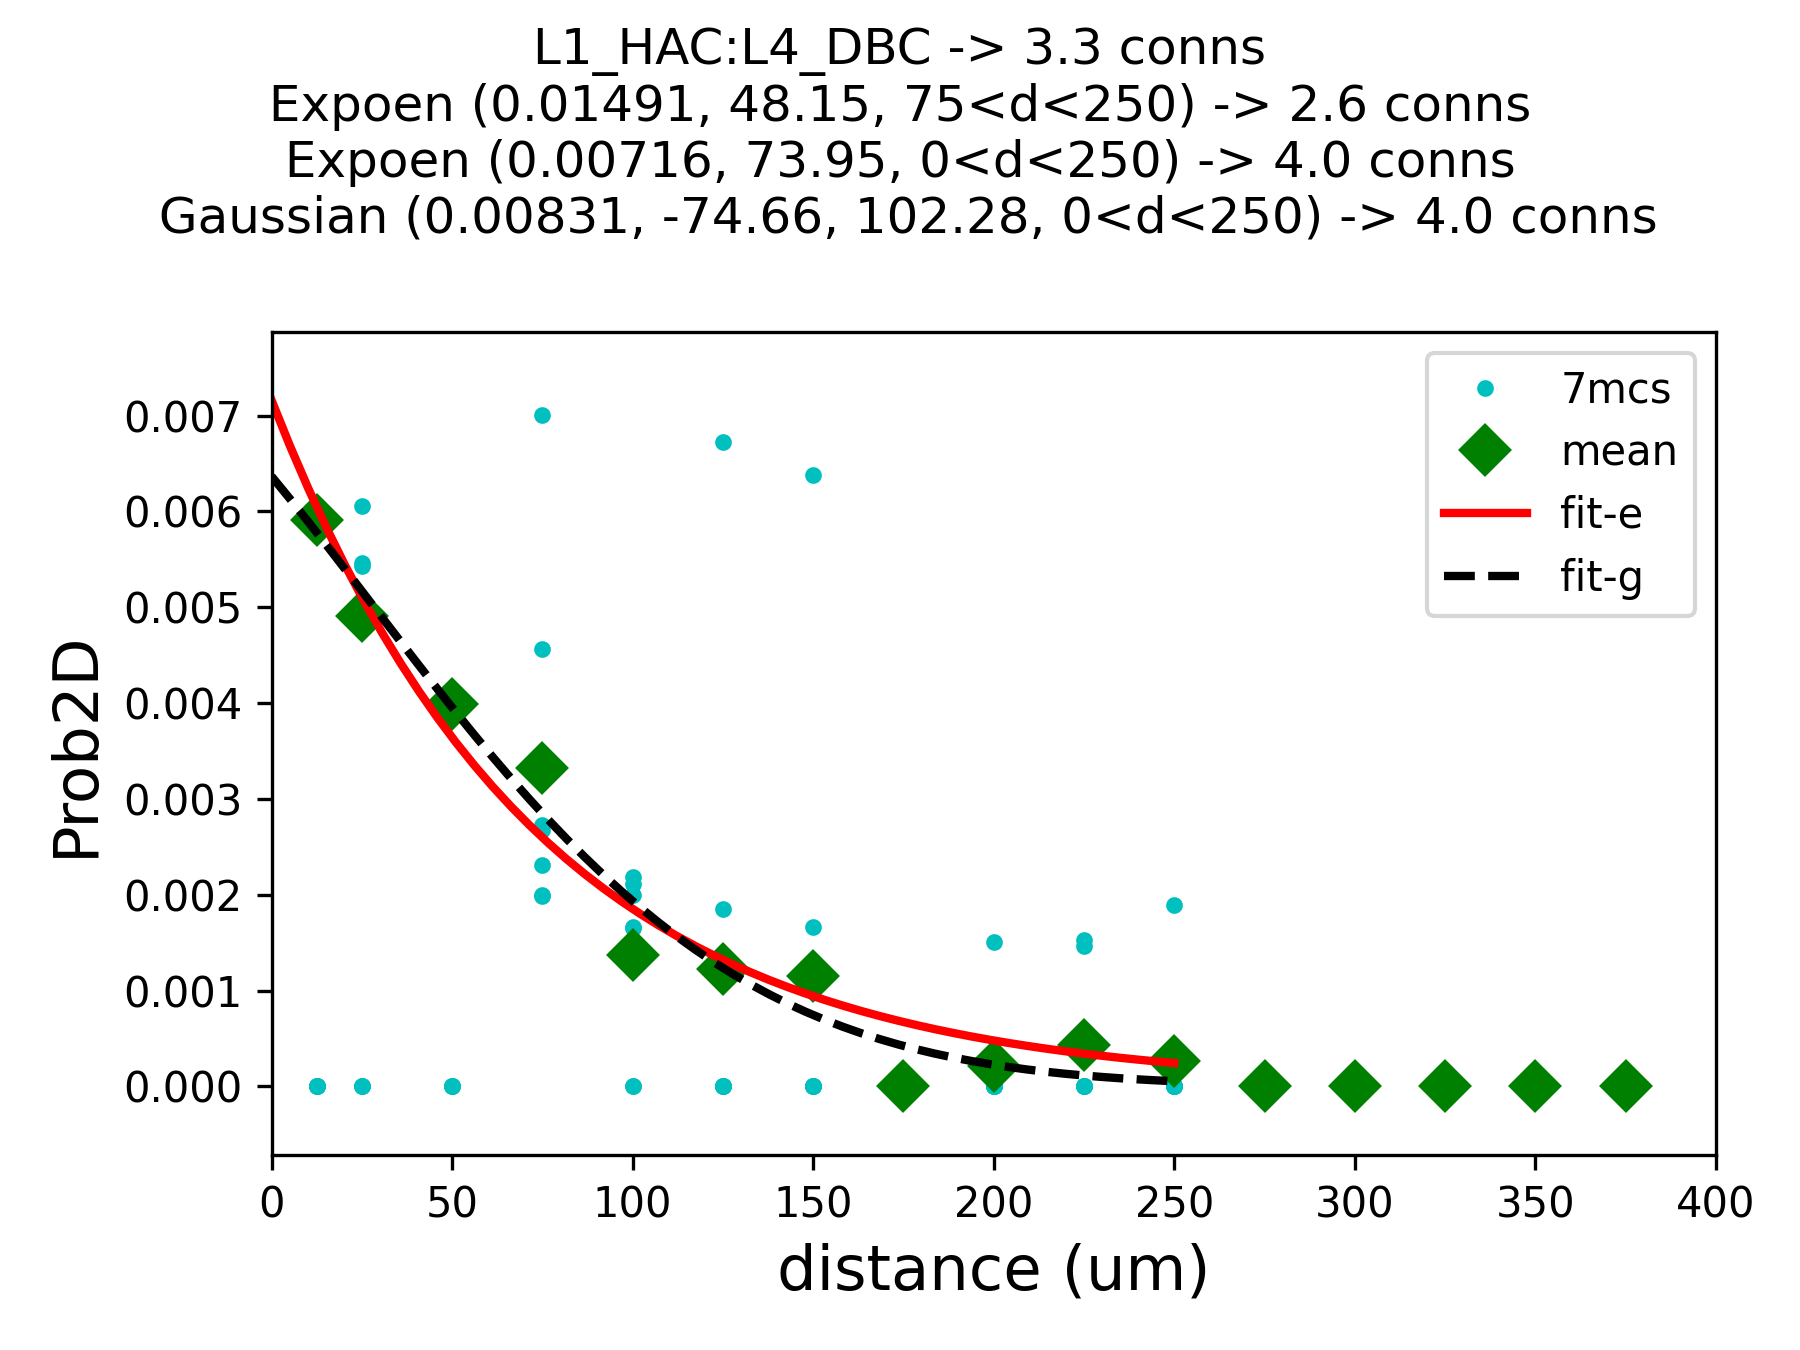 L1_HAC:L4_DBC -> 3.3 conns
Expoen (0.01491, 48.15, 75<d<250) -> 2.6 conns
Expoen (0.00716, 73.95, 0<d<250) -> 4.0 conns
Gaussian (0.00831, -74.66, 102.28, 0<d<250) -> 4.0 conns
7mcs
mean
fit-e
fit-g
Prob2D
0.007
0.006
0.005
0.004
0.003
0.002
0.001
0.000
0 50 100 150 200 250 300 350 400
distance (um)